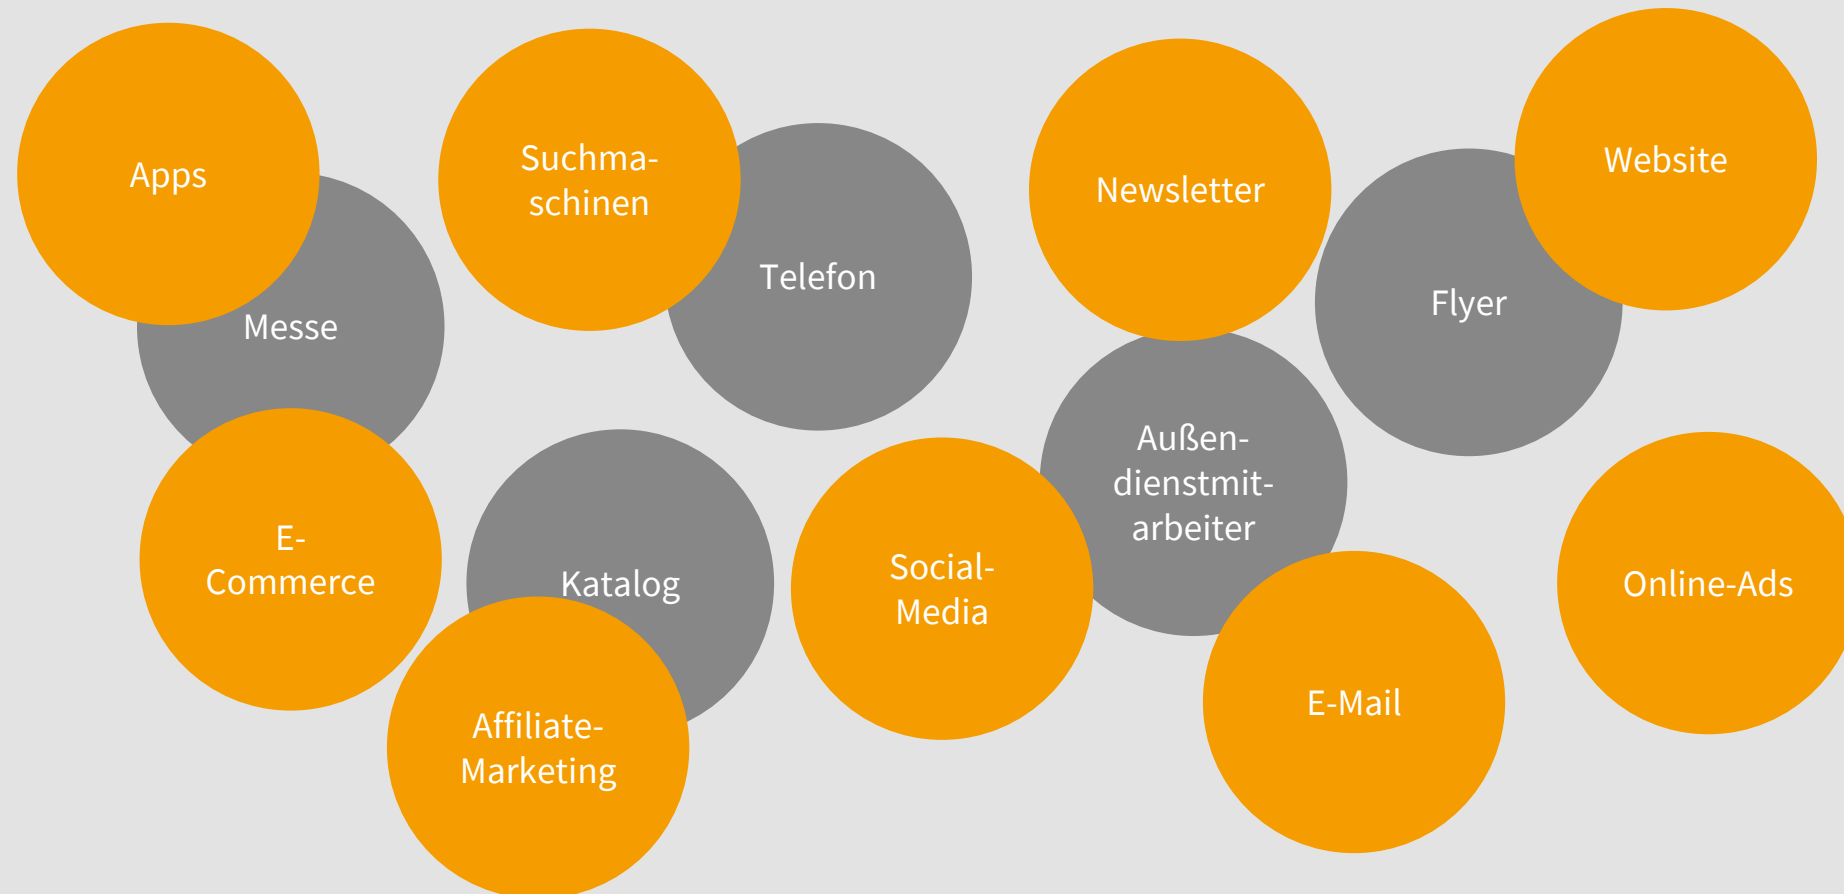 Apps
Suchma-
schinen
Telefon
Newsletter
Website
Flyer
Messe
Außen-
dienstmit-
arbeiter
E-
Commerce
Katalog
Social-
Media
Online-Ads
Affiliate-
Marketing
E-Mail